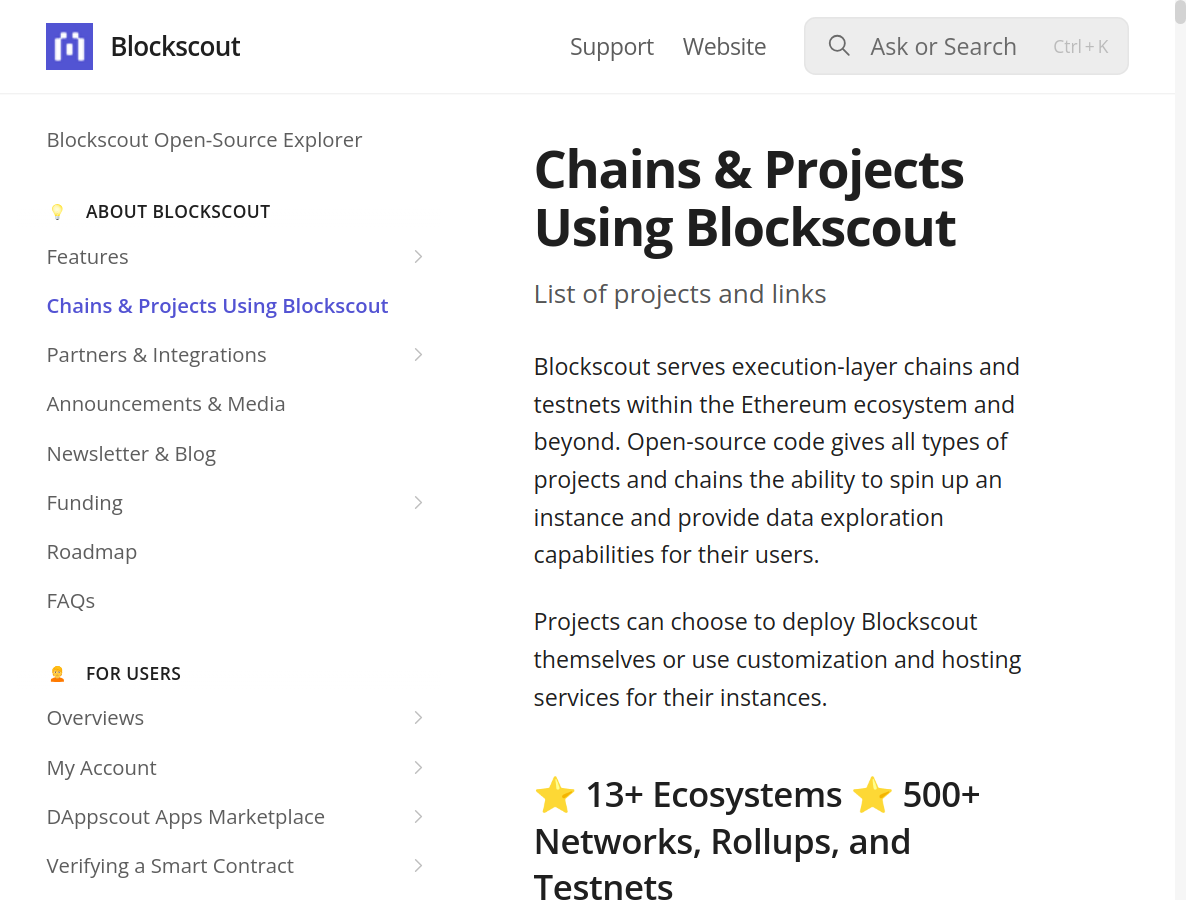 Blockscout
Support
Website
Ask or Search
Ctrl + K
Blockscout Open-Source Explorer
💡 ABOUT BLOCKSCOUT
Features
Chains & Projects Using Blockscout
Partners & Integrations
Announcements & Media
Newsletter & Blog
Funding
Roadmap
FAQs
FOR USERS
Overviews
My Account
DAppscout Apps Marketplace
Verifying a Smart Contract
Chains & Projects
Using Blockscout
List of projects and links
Blockscout serves execution-layer chains and
testnets within the Ethereum ecosystem and
beyond. Open-source code gives all types of
projects and chains the ability to spin up an
instance and provide data exploration
capabilities for their users.
Projects can choose to deploy Blockscout
themselves or use customization and hosting
services for their instances.
⭐ 13+ Ecosystems ⭐ 500+
Networks, Rollups, and
Testnets